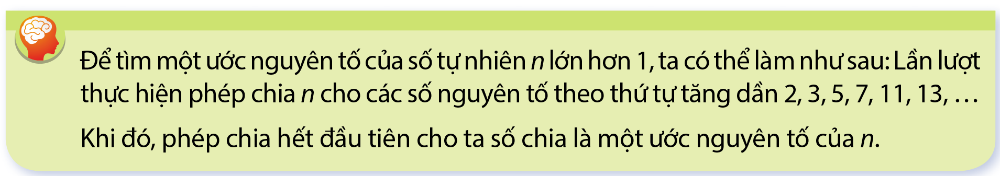 Để tìm một ước nguyên tố của số tự nhiên n lớn hơn 1, ta có thể làm như sau: Lần lượt
thực hiện phép chia n cho các số nguyên tố theo thứ tự tăng dần 2, 3, 5, 7, 11, 13, …
Khi đó, phép chia hết đầu tiên cho ta số chia là một ước nguyên tố của n.